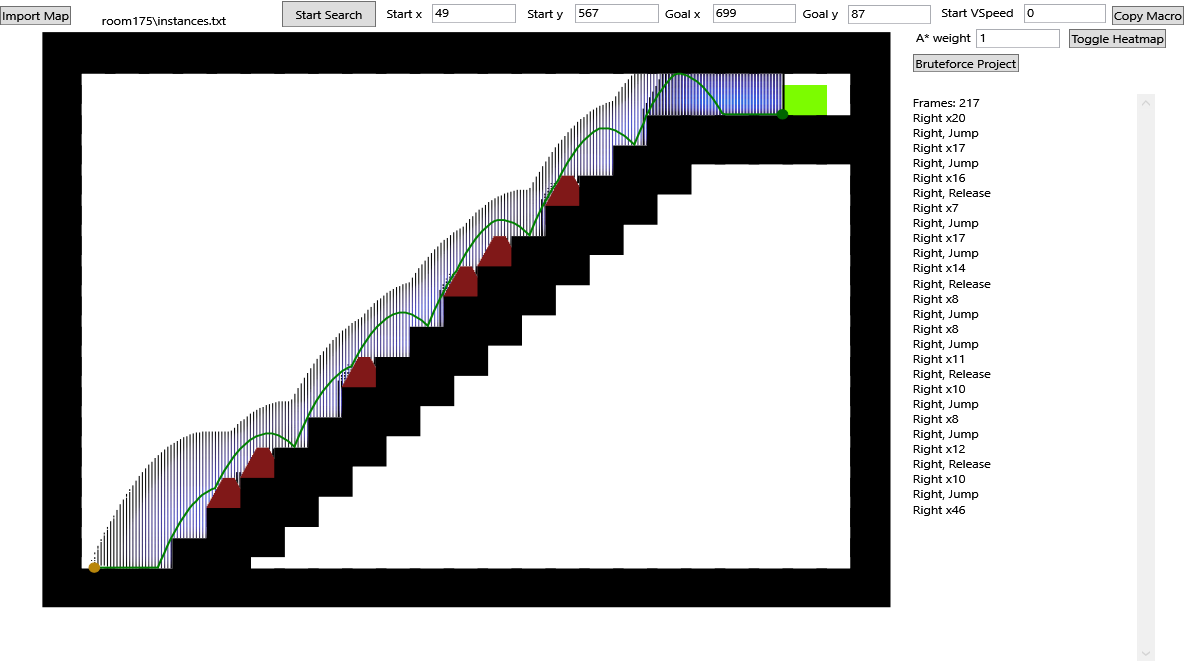 Import Map
room175\instances.txt
Start Search
Start x 49
Start y 567
Goal x 699
Goal y 87
Start VSpeed 0
Copy Macro
A* weight 1
Toggle Heatmap
Bruteforce Project
Frames: 217
Right x20
Right, Jump
Right x17
Right, Jump
Right x16
Right, Release
Right x7
Right, Jump
Right x17
Right, Jump
Right x14
Right, Release
Right x8
Right, Jump
Right x8
Right, Jump
Right x11
Right, Release
Right x10
Right, Jump
Right x8
Right, Jump
Right x12
Right, Release
Right x10
Right, Jump
Right x46